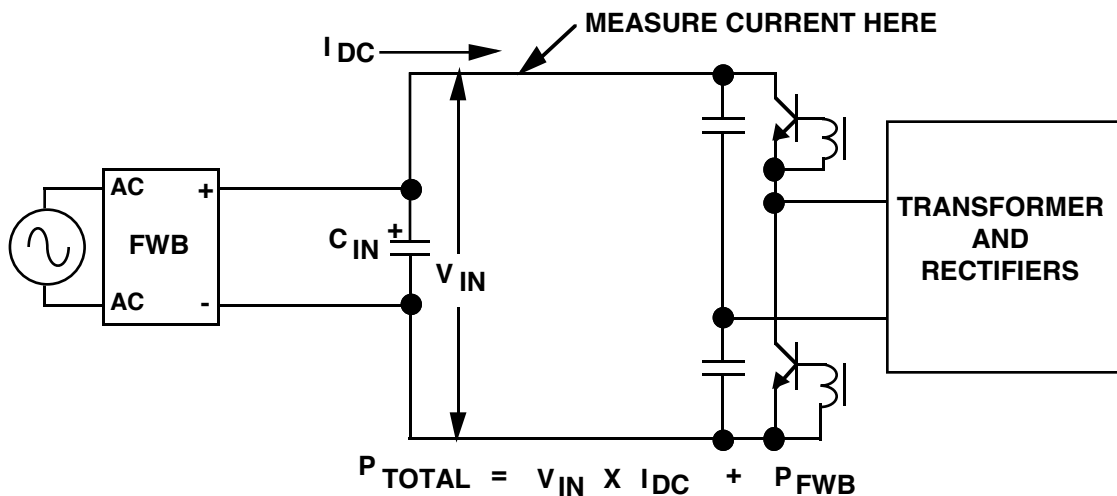 MEASURE CURRENT HERE
I DC
AC
+
FWB
AC
-
C IN
+
V IN
TRANSFORMER
AND
RECTIFIERS
P TOTAL = V IN X I DC + P FWB